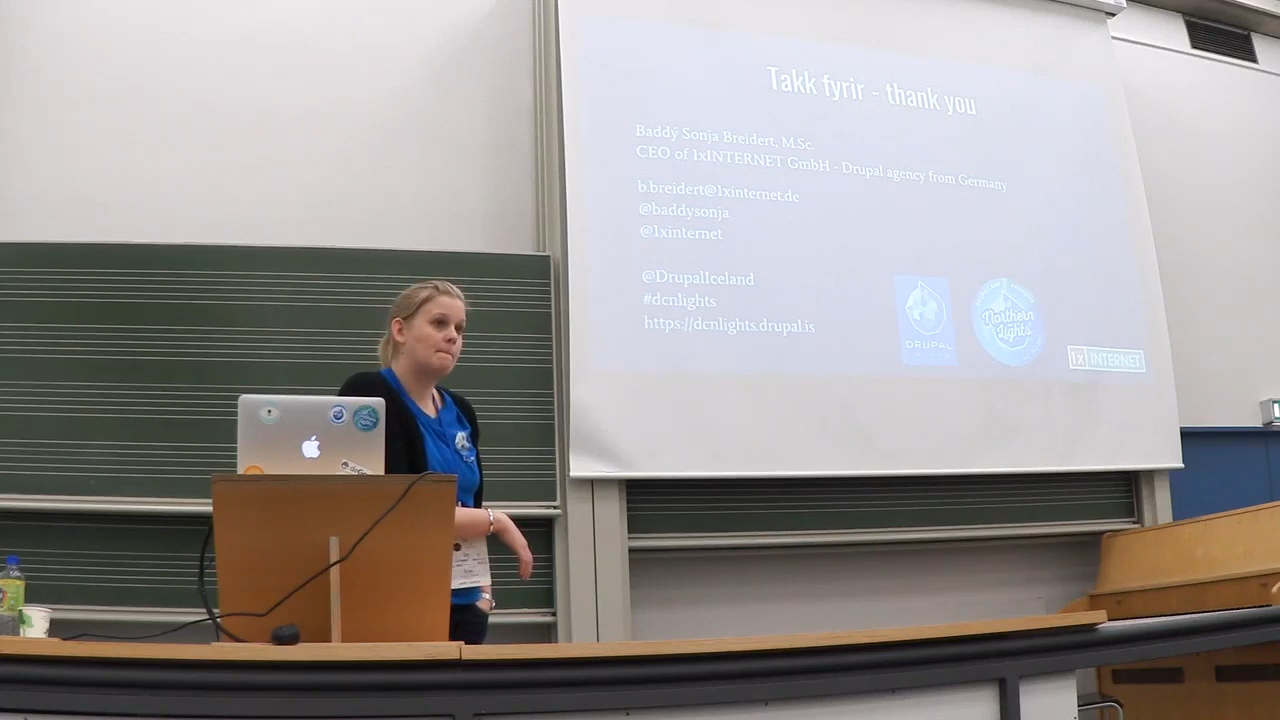 Takk fyrir - thank you
Baddý Sonja Breidert, M.Sc.
CEO of 1xINTERNET GmbH - Drupal agency from Germany
b.breidert@1xinternet.de
@baddysonja
@1xinternet
@DrupalIceland
#dcnlights
https://dcnlights.drupal.is
DRUPAL
Northern
Lights
1x INTERNET